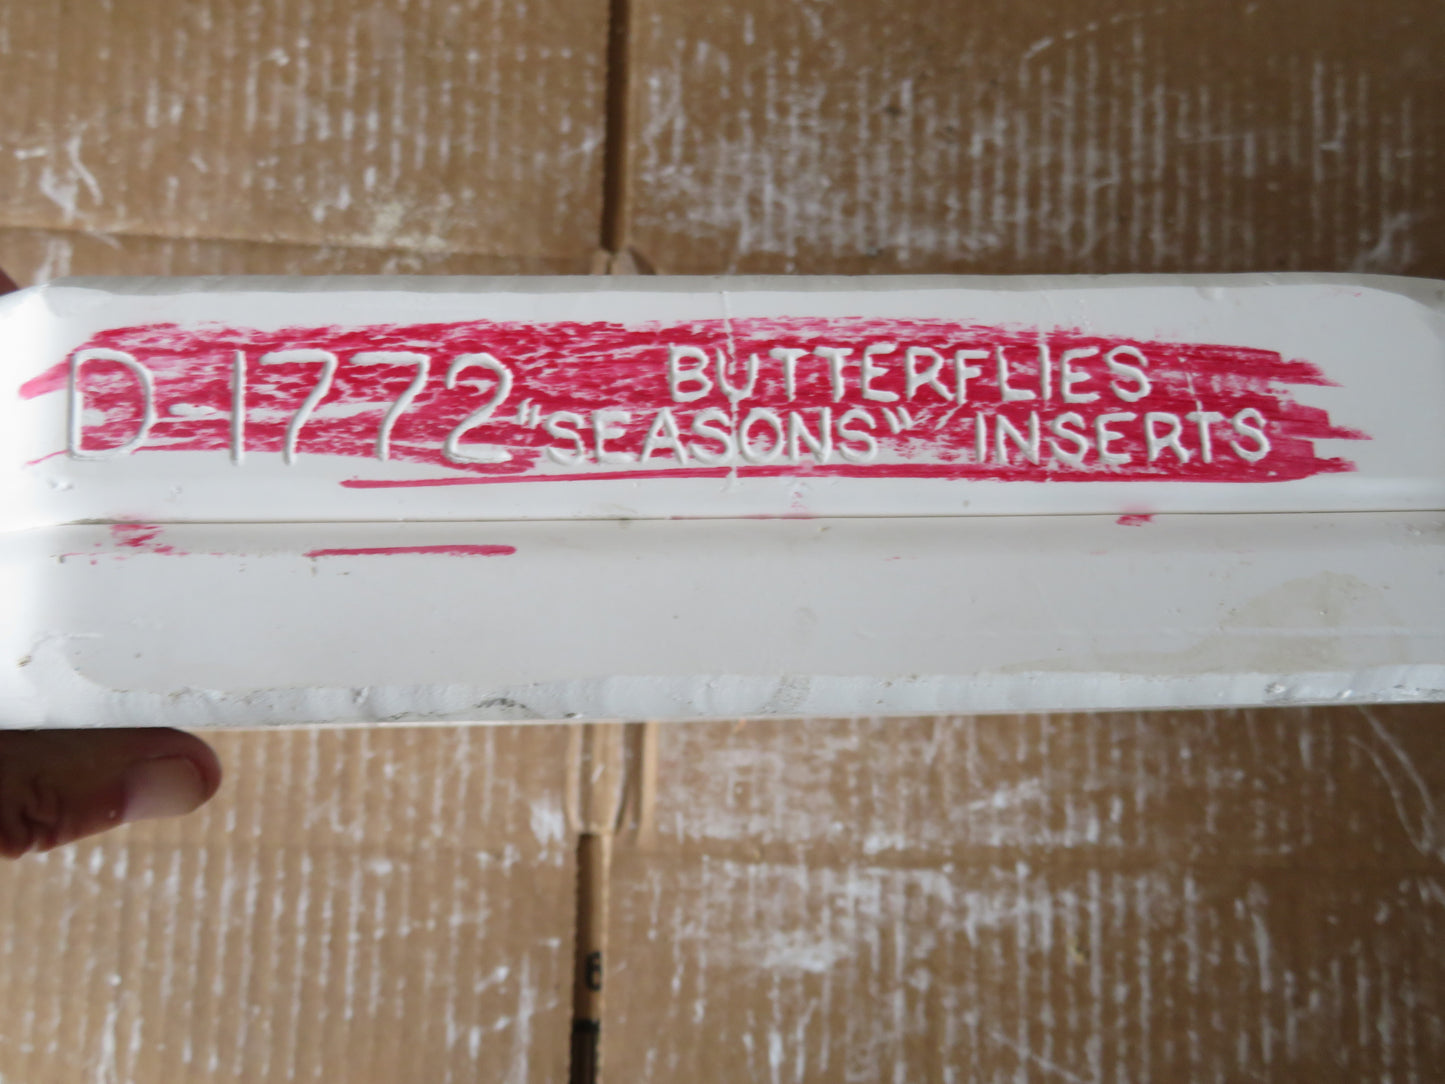 D-1772 BUTTERFLIES
"SEASONS" INSERTS